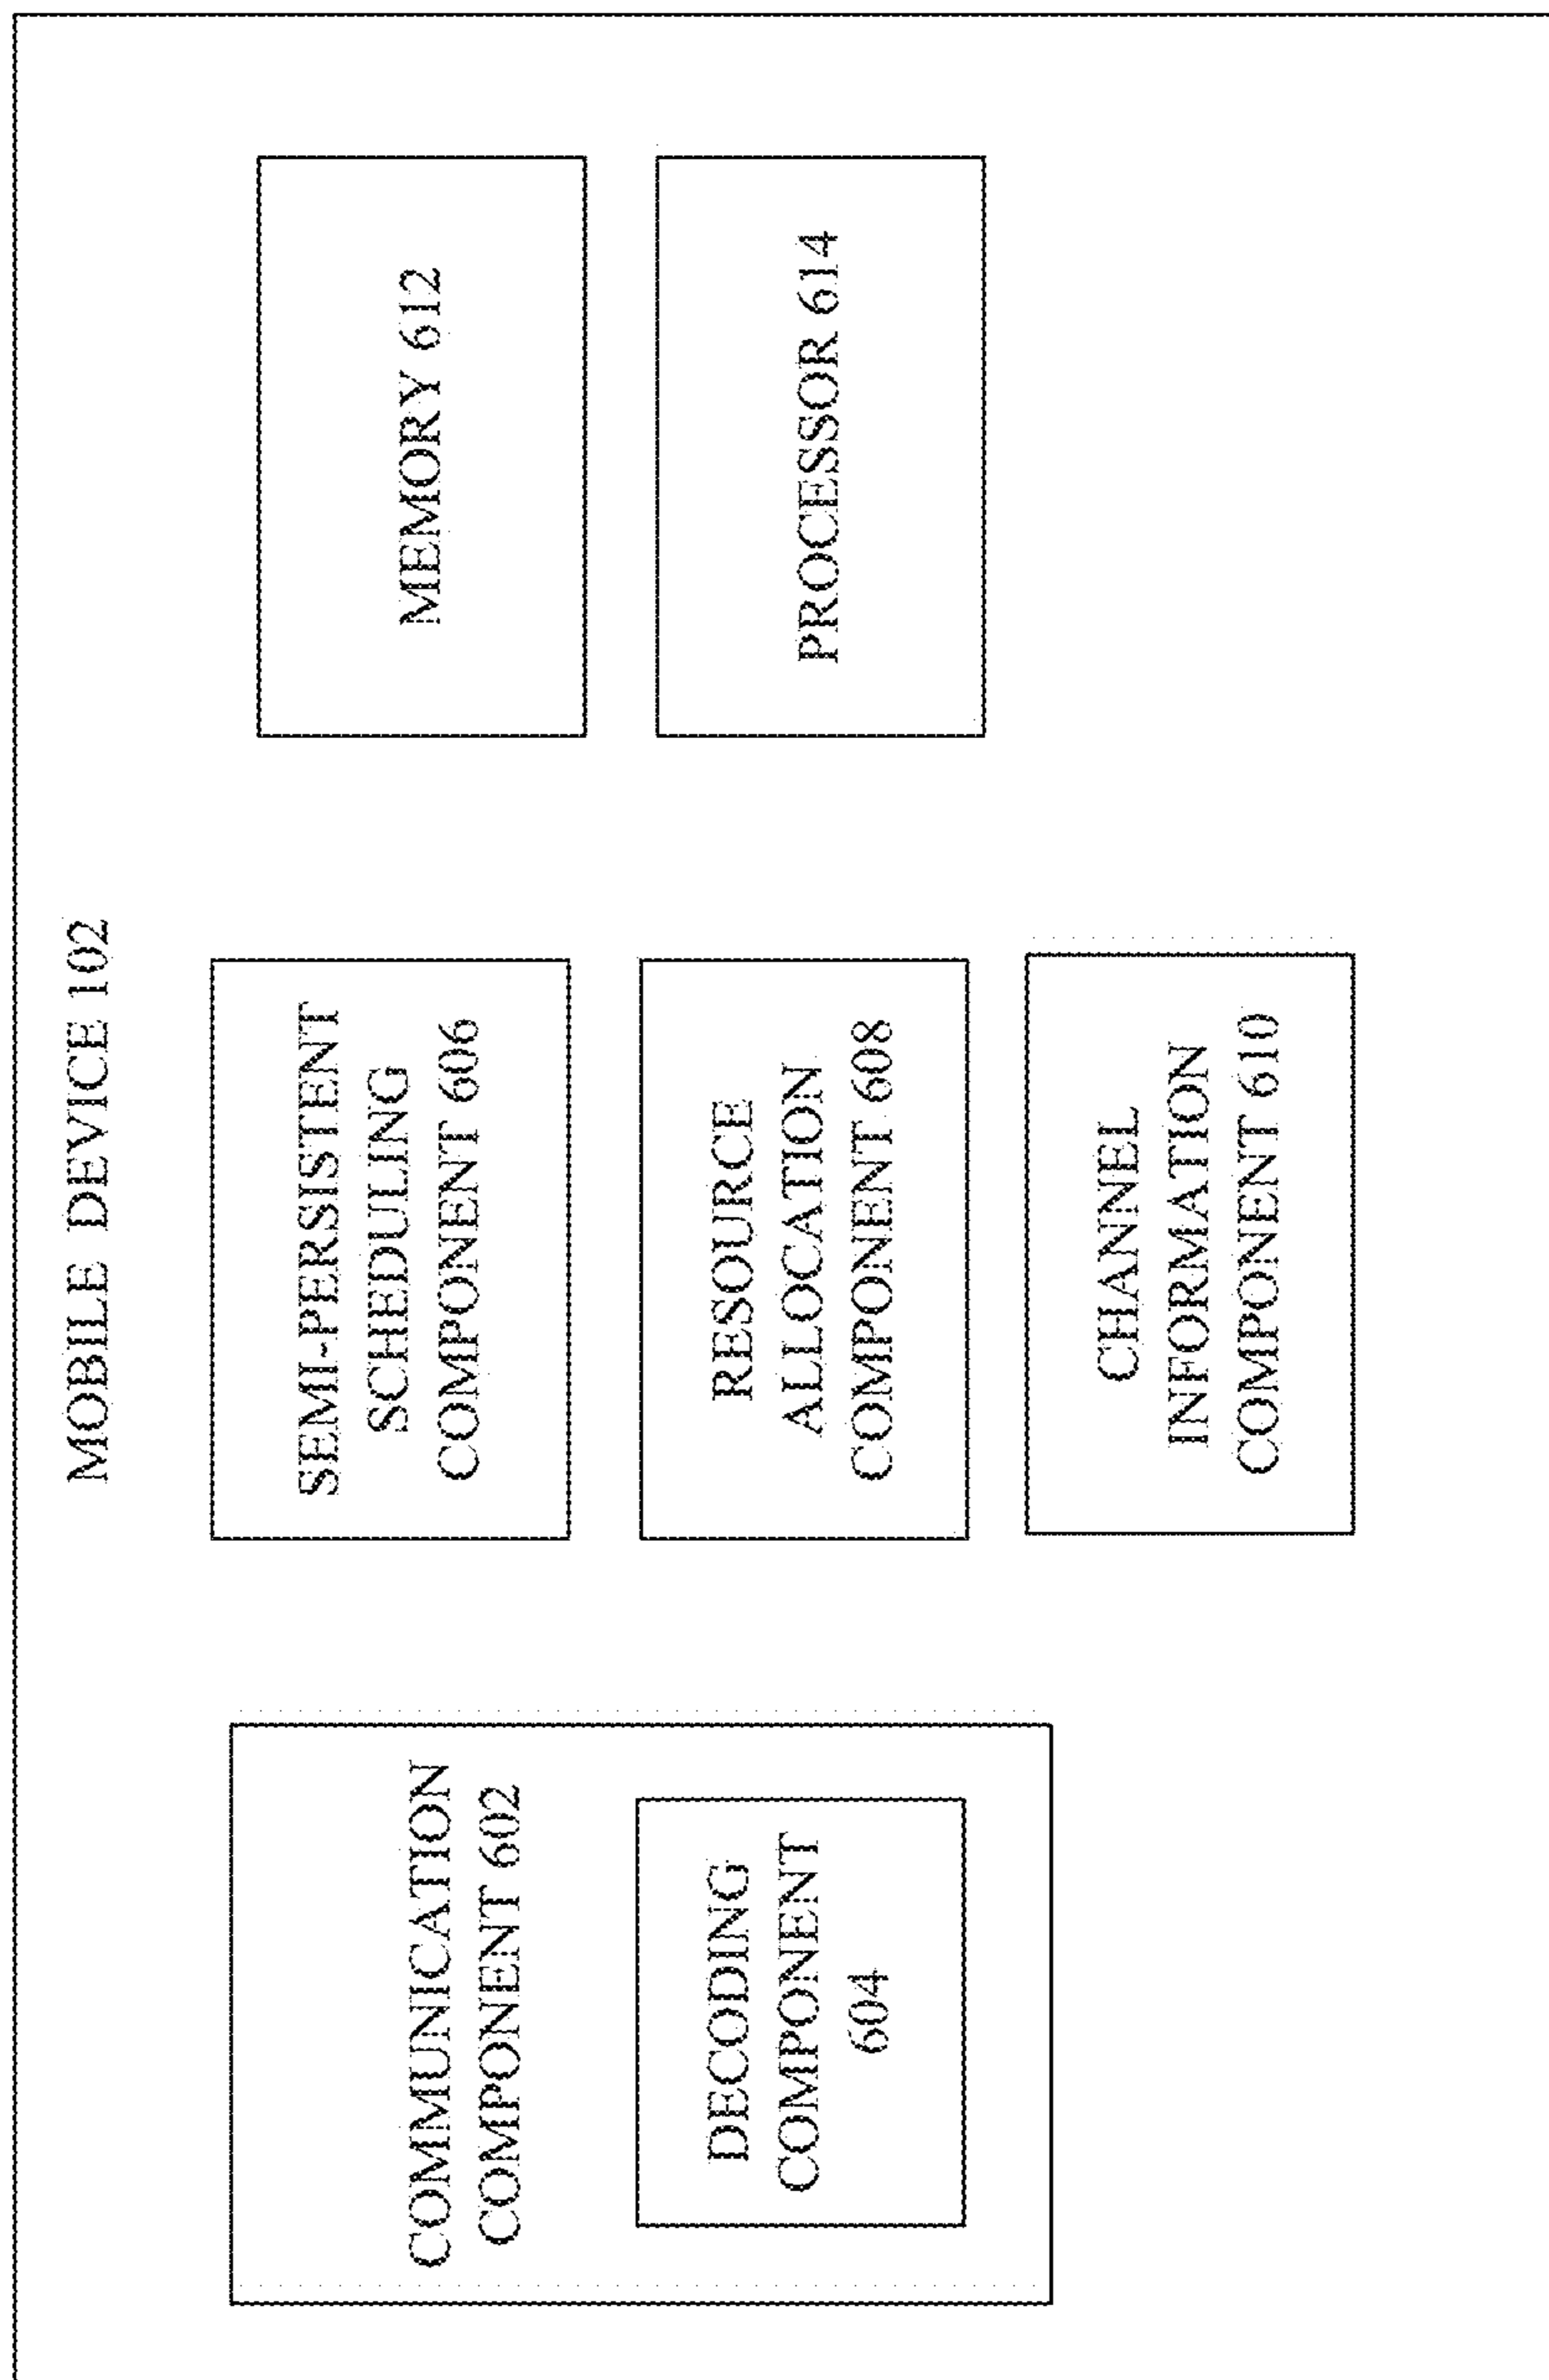 MOBILE DEVICE 102
COMMUNICATION
COMPONENT 602
DECODING
COMPONENT
604
SEMI-PERSISTENT
SCHEDULING
COMPONENT 606
RESOURCE
ALLOCATION
COMPONENT 608
CHANNEL
INFORMATION
COMPONENT 610
MEMORY 612
PROCESSOR 614